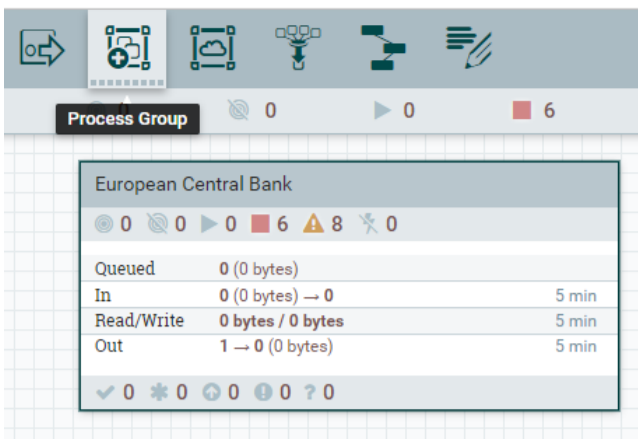 0 0 0 6
Process Group
European Central Bank
0 0 0 6 8 0
Queued 0 (0 bytes)
In 0 (0 bytes) → 0 5 min
Read/Write 0 bytes / 0 bytes 5 min
Out 1 → 0 (0 bytes) 5 min
0 0 0 0 ? 0